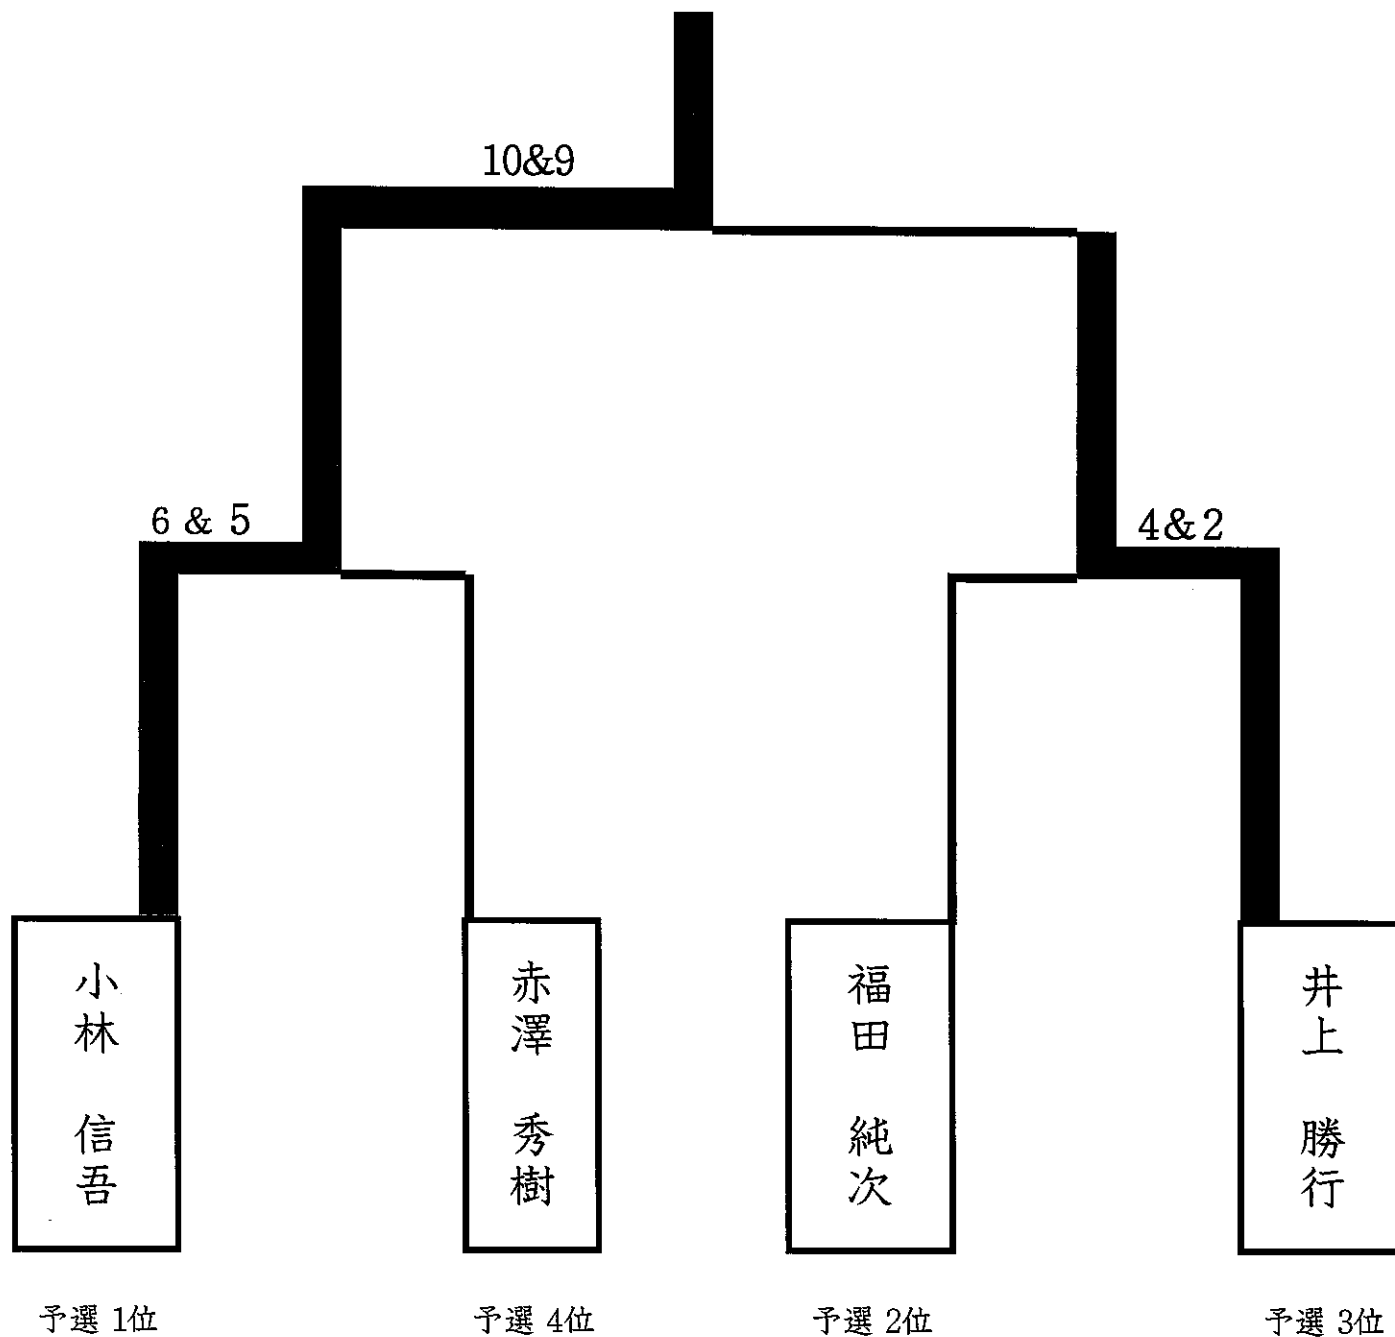 10&9
6 & 5
4&2
小林 信吾
赤澤 秀樹
福田 純次
井上 勝行
予選 1位
予選 4位
予選 2位
予選 3位